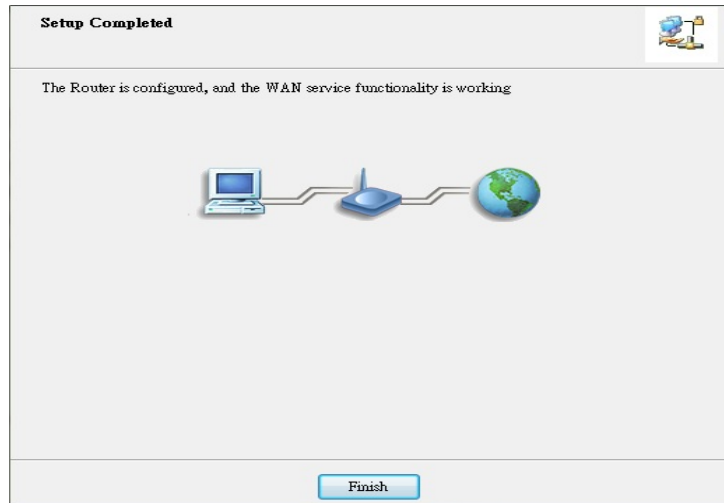 Setup Completed
The Router is configured, and the WAN service functionality is working
Finish